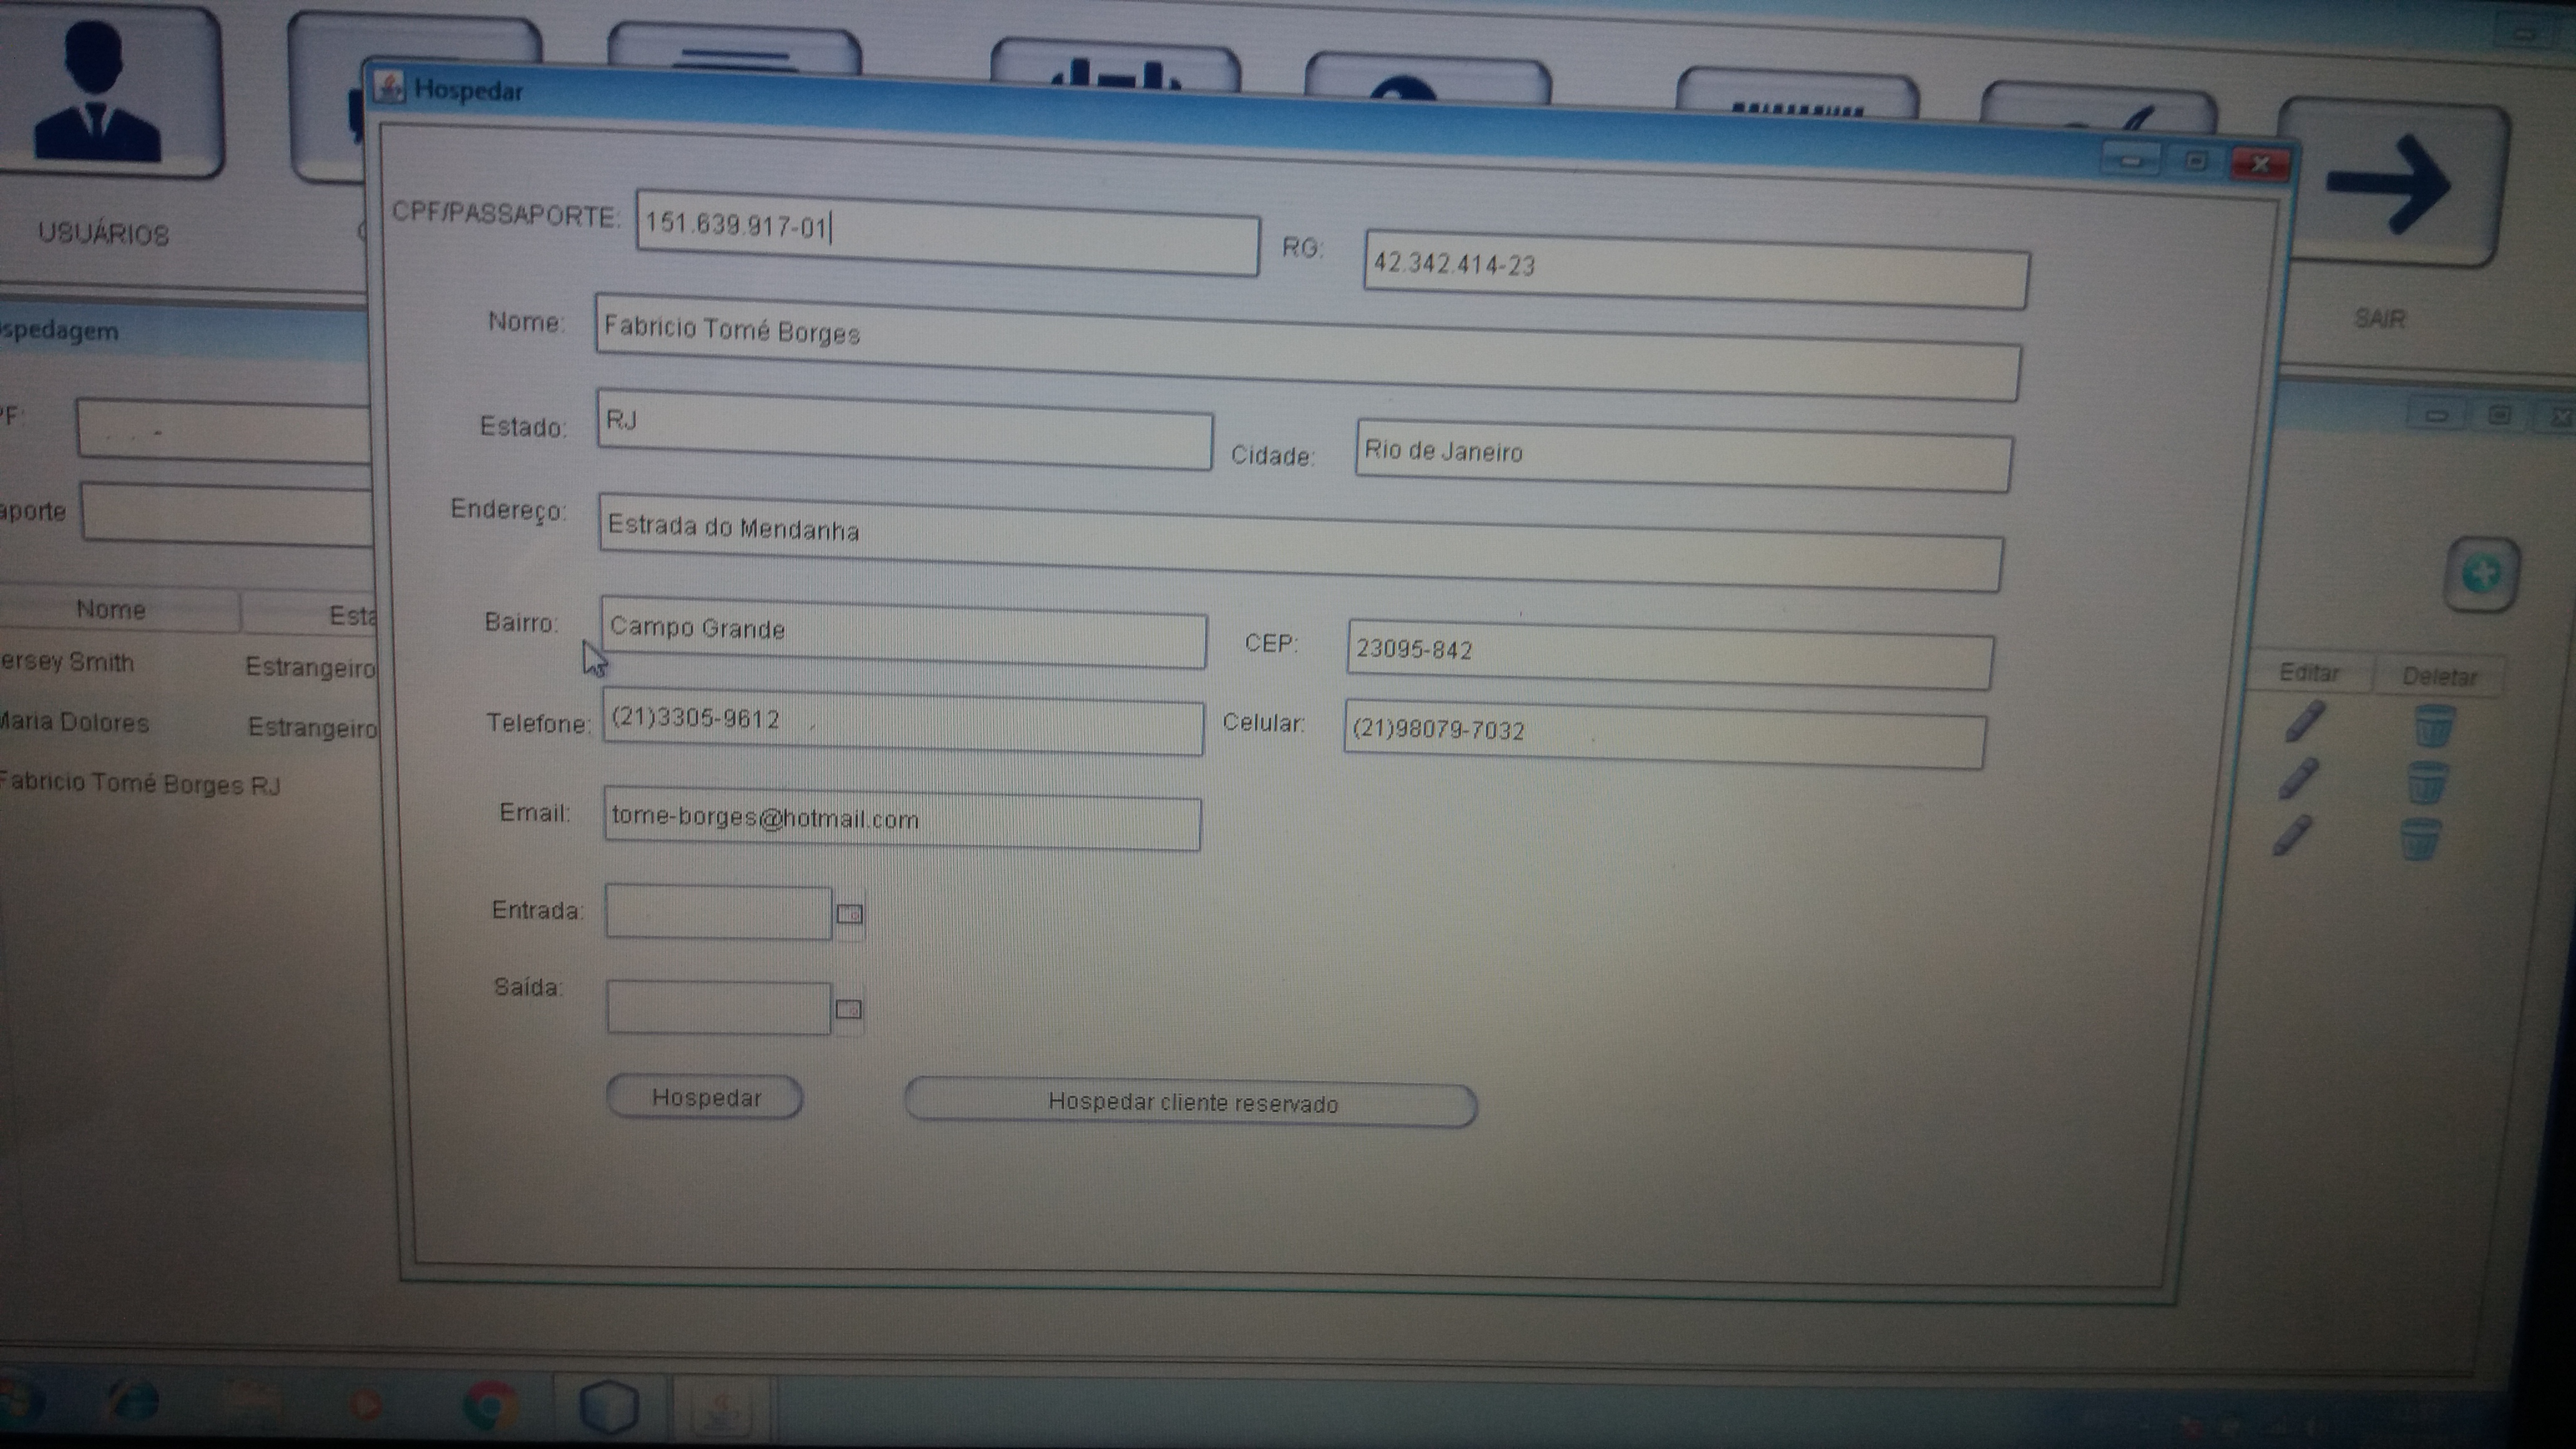 Hospedar
USUÁRIOS
SAIR
CPF/PASSAPORTE: 151.639.917-01
RG: 42.342.414-23
Nome: Fabricio Tomé Borges
Estado: RJ
Cidade: Rio de Janeiro
Endereço: Estrada do Mendanha
Bairro: Campo Grande
CEP: 23095-842
Telefone: (21)3305-9612
Celular: (21)98079-7032
Email: tome-borges@hotmail.com
Entrada:
Saída:
Hospedar
Hospedar cliente reservado
spedagem
F:
. . -
aporte
Nome Esta
ersey Smith Estrangeiro
Maria Dolores Estrangeiro
Fabricio Tomé Borges RJ
Editar Deletar